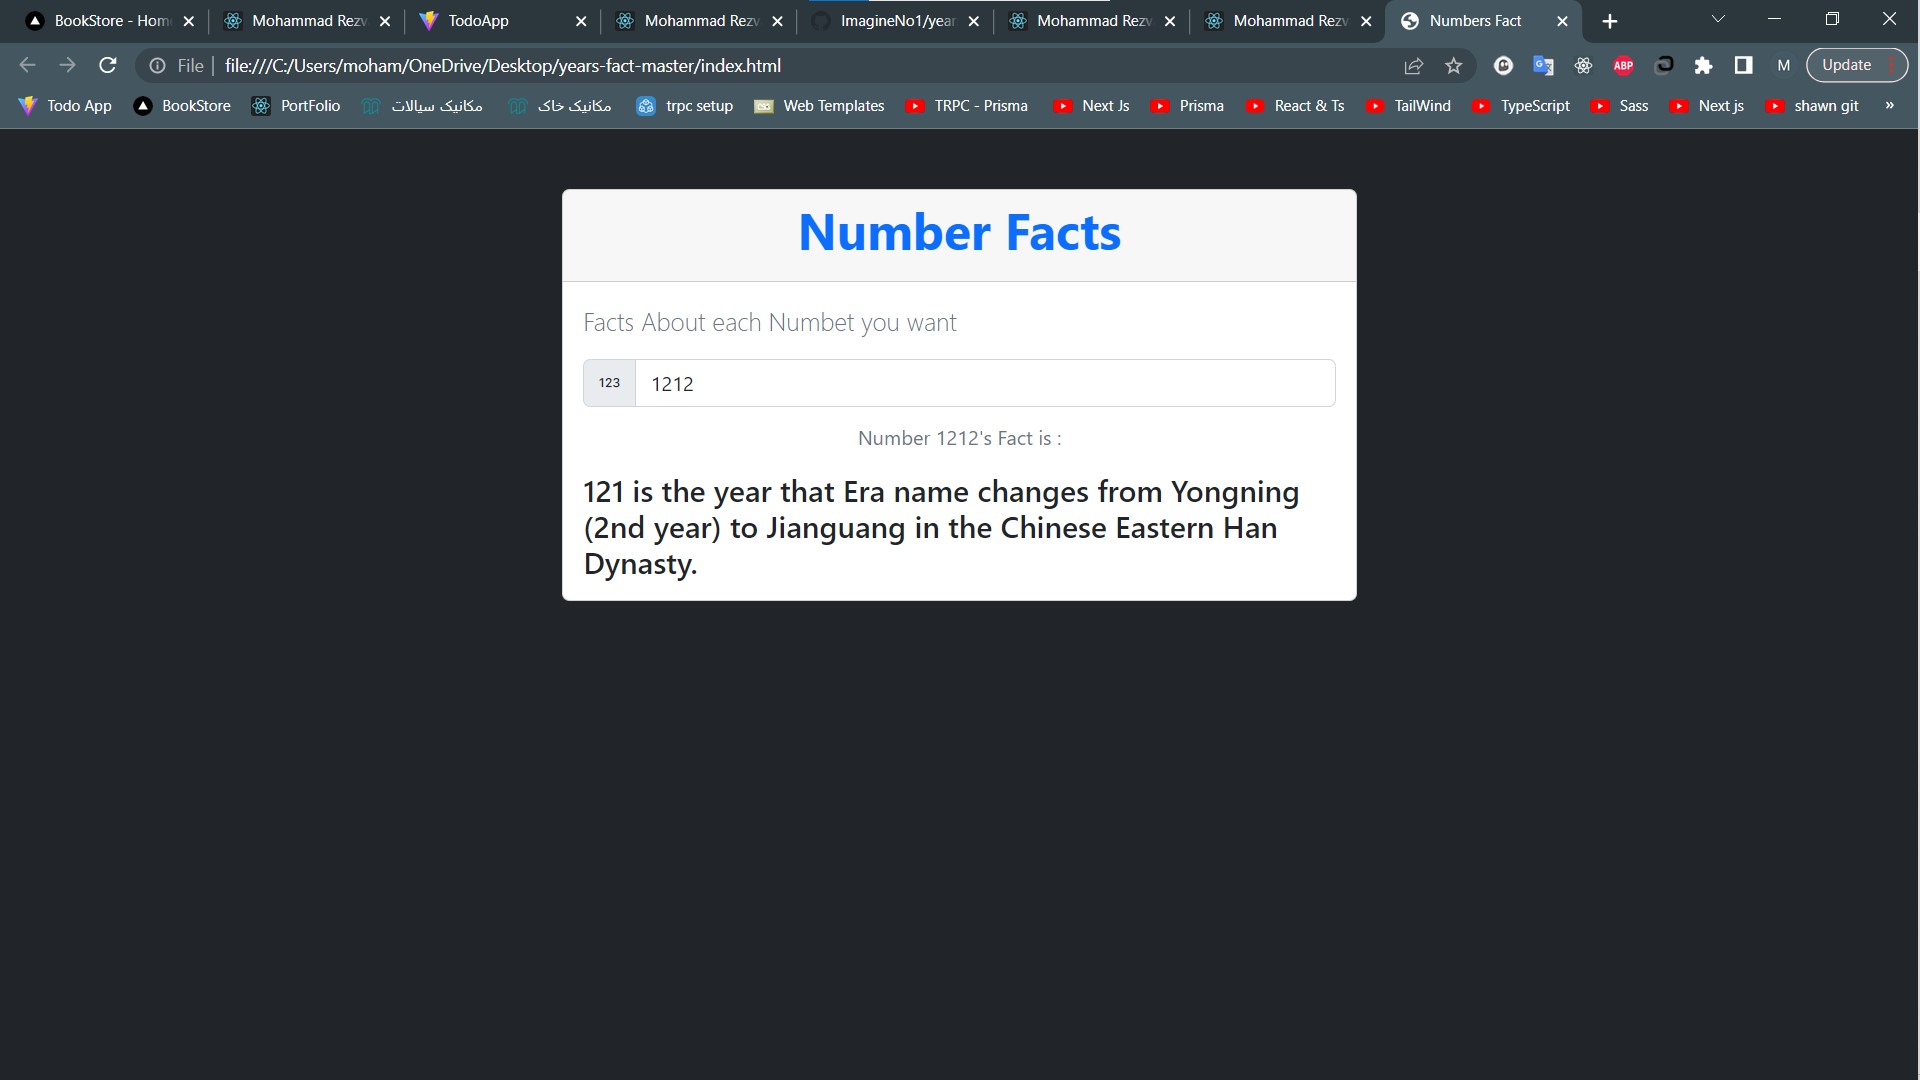 BookStore - Hom
Mohammad Rezv
TodoApp
Mohammad Rezv
ImagineNo1/year
Mohammad Rezv
Mohammad Rezv
Numbers Fact
File
file:///C:/Users/moham/OneDrive/Desktop/years-fact-master/index.html
ABP
M
Update
Todo App
BookStore
PortFolio
مکانیک سیالات
مکانیک خاک
trpc setup
Web Templates
TRPC - Prisma
Next Js
Prisma
React & Ts
TailWind
TypeScript
Sass
Next js
shawn git
»
Number Facts
Facts About each Numbet you want
123
1212
Number 1212's Fact is :
121 is the year that Era name changes from Yongning
(2nd year) to Jianguang in the Chinese Eastern Han
Dynasty.